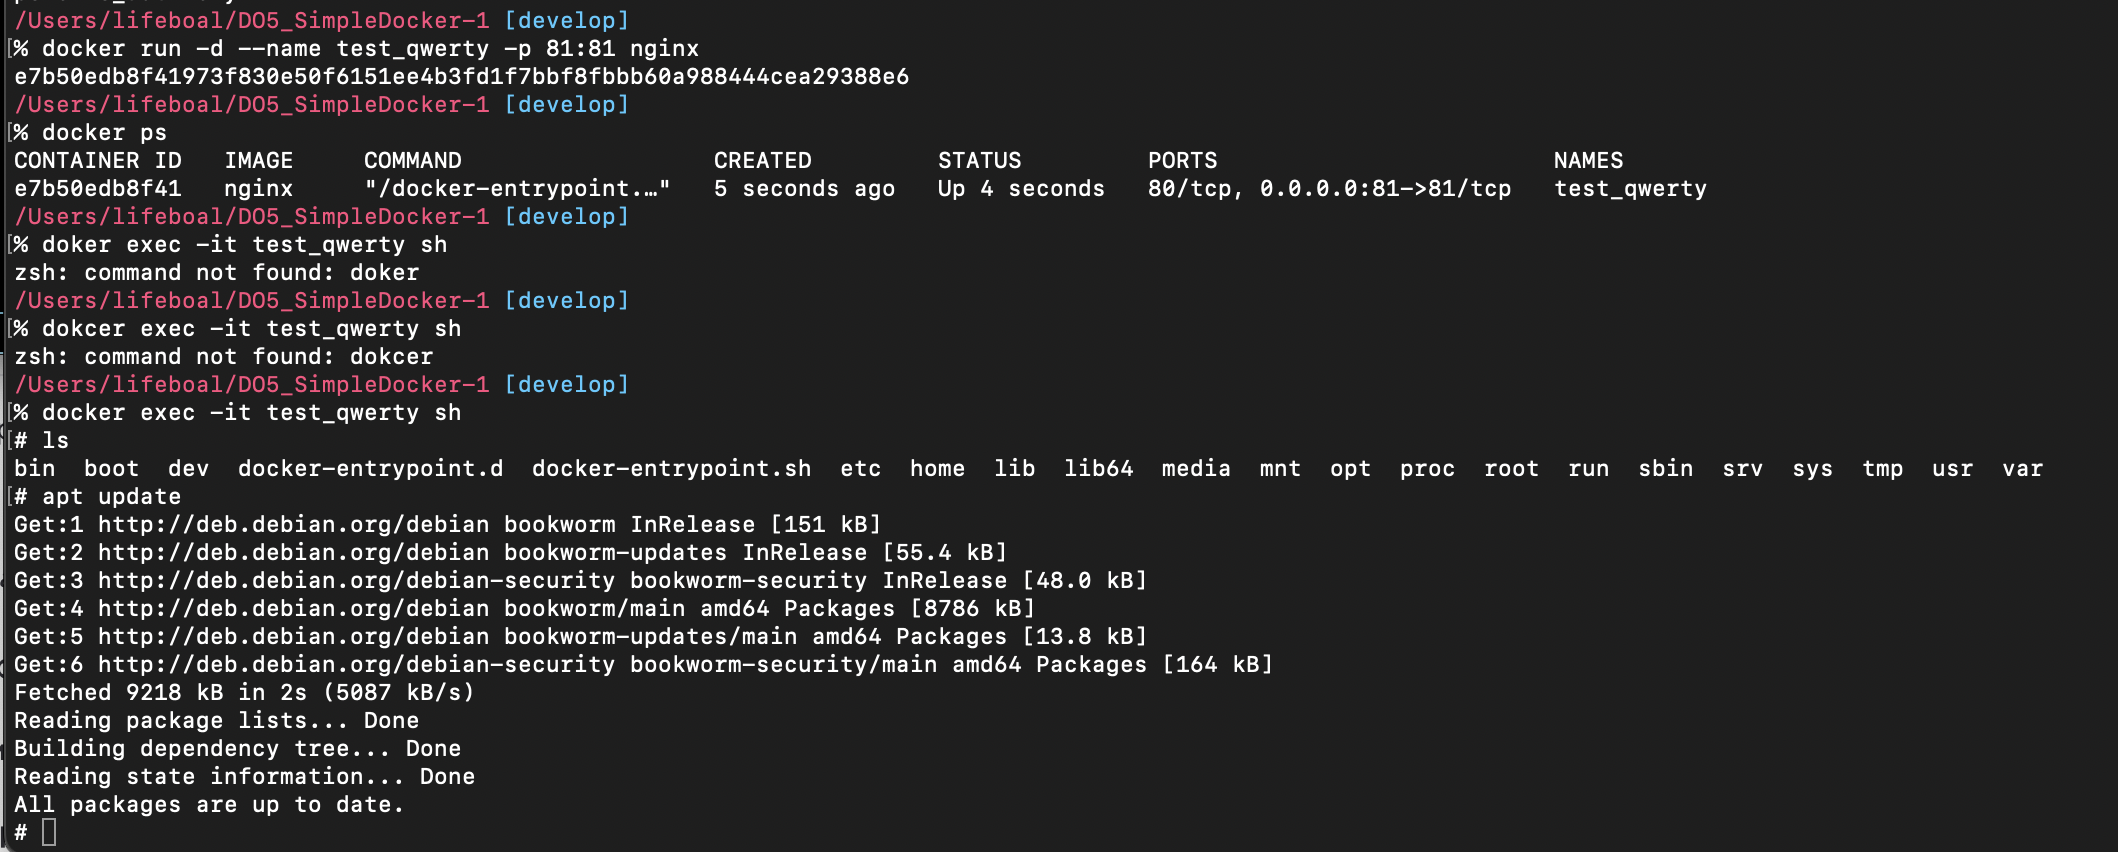 /Users/lifeboal/DO5_SimpleDocker-1 [develop]
[% docker run -d --name test_qwerty -p 81:81 nginx
e7b50edb8f41973f830e50f6151ee4b3fd1f7bbf8fbbb60a988444cea29388e6
/Users/lifeboal/DO5_SimpleDocker-1 [develop]
[% docker ps
CONTAINER ID   IMAGE     COMMAND                  CREATED         STATUS         PORTS                        NAMES
e7b50edb8f41   nginx     "/docker-entrypoint.…"   5 seconds ago   Up 4 seconds   80/tcp, 0.0.0.0:81->81/tcp   test_qwerty
/Users/lifeboal/DO5_SimpleDocker-1 [develop]
[% doker exec -it test_qwerty sh
zsh: command not found: doker
/Users/lifeboal/DO5_SimpleDocker-1 [develop]
[% dokcer exec -it test_qwerty sh
zsh: command not found: dokcer
/Users/lifeboal/DO5_SimpleDocker-1 [develop]
[% docker exec -it test_qwerty sh
[# ls
bin  boot  dev  docker-entrypoint.d  docker-entrypoint.sh  etc  home  lib  lib64  media  mnt  opt  proc  root  run  sbin  srv  sys  tmp  usr  var
[# apt update
Get:1 http://deb.debian.org/debian bookworm InRelease [151 kB]
Get:2 http://deb.debian.org/debian bookworm-updates InRelease [55.4 kB]
Get:3 http://deb.debian.org/debian-security bookworm-security InRelease [48.0 kB]
Get:4 http://deb.debian.org/debian bookworm/main amd64 Packages [8786 kB]
Get:5 http://deb.debian.org/debian bookworm-updates/main amd64 Packages [13.8 kB]
Get:6 http://deb.debian.org/debian-security bookworm-security/main amd64 Packages [164 kB]
Fetched 9218 kB in 2s (5087 kB/s)
Reading package lists... Done
Building dependency tree... Done
Reading state information... Done
All packages are up to date.
#